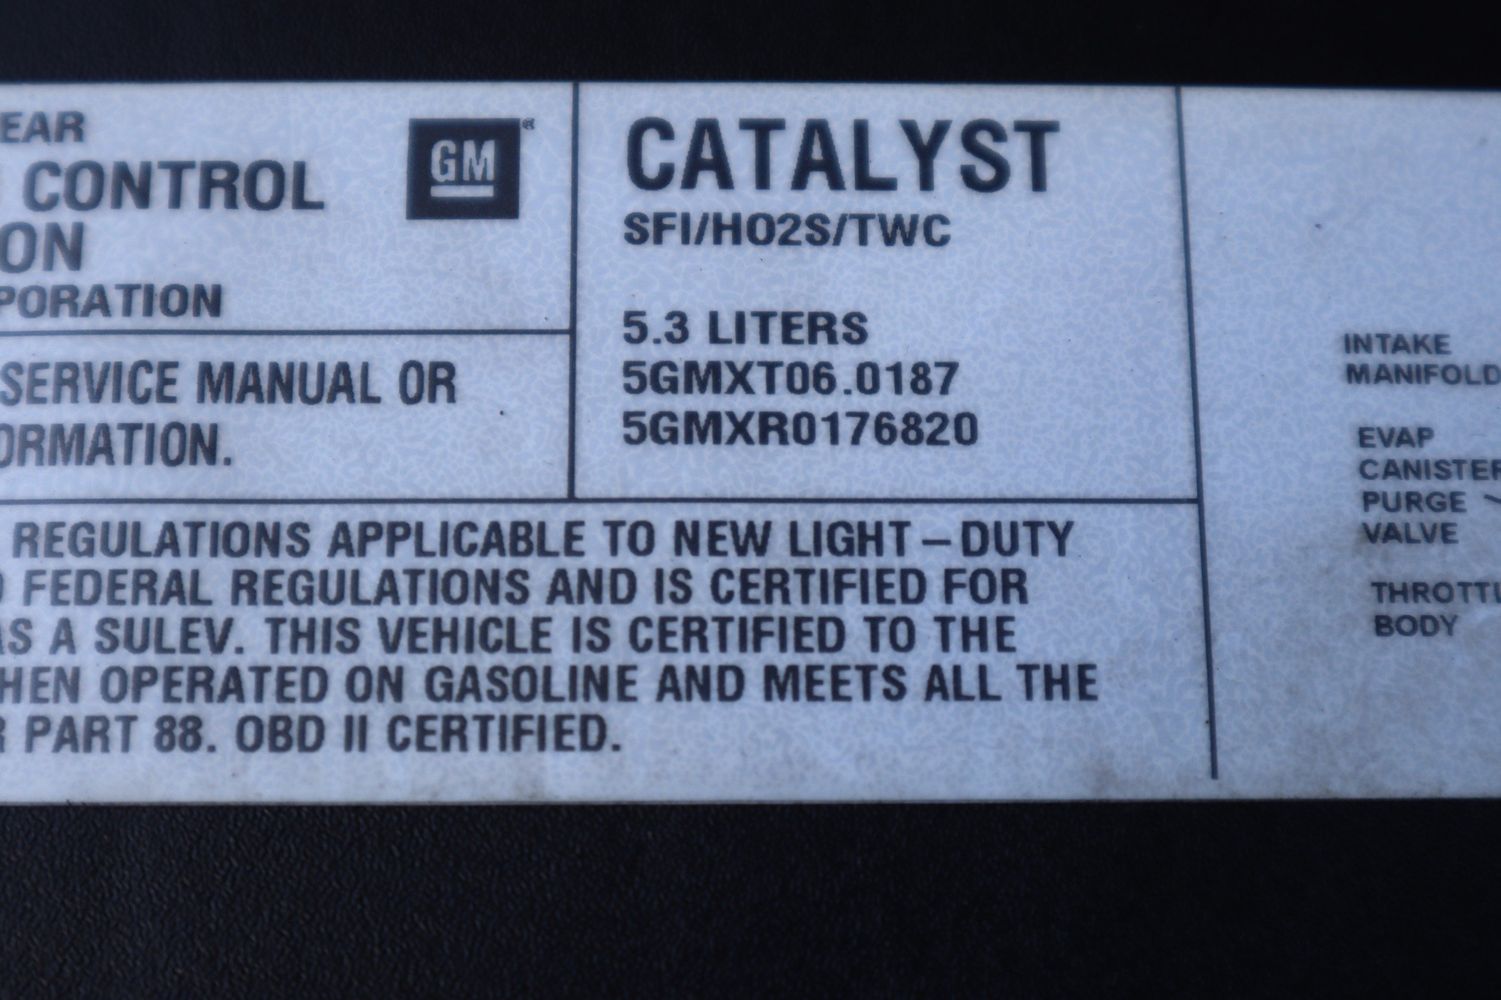 EAR
CONTROL
ON
PORATION
GM
SERVICE MANUAL OR
ORMATION.
CATALYST
SFI/HO2S/TWC
5.3 LITERS
5GMXT06.0187
5GMXR0176820
REGULATIONS APPLICABLE TO NEW LIGHT-DUTY
FEDERAL REGULATIONS AND IS CERTIFIED FOR
AS A SULEV. THIS VEHICLE IS CERTIFIED TO THE
HEN OPERATED ON GASOLINE AND MEETS ALL THE
R PART 88. OBD II CERTIFIED.
INTAKE
MANIFOLD
EVAP
CANISTER
PURGE
VALVE
THROTTL
BODY